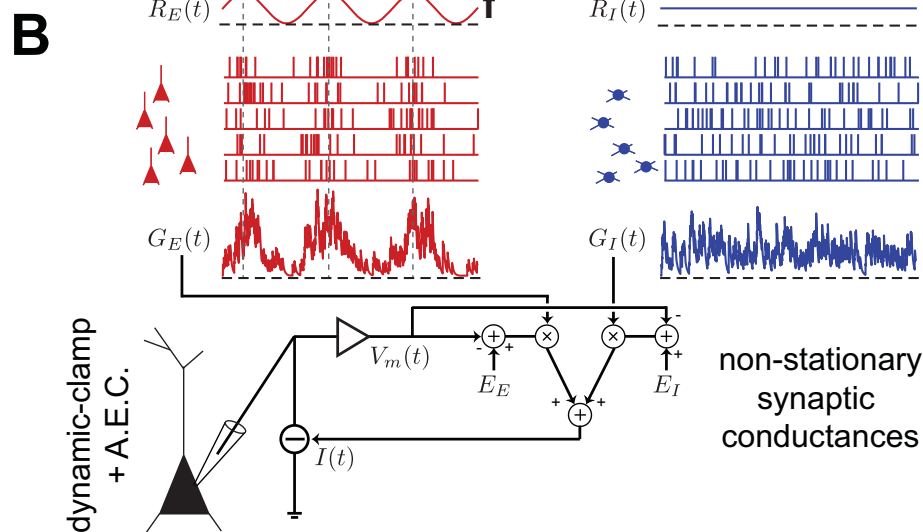 B
R_E(t)
R_I(t)
G_E(t)
G_I(t)
V_m(t)
- + + × × + - +
E_E
E_I
+ + +
I(t)
dynamic-clamp
+ A.E.C.
non-stationary
synaptic
conductances